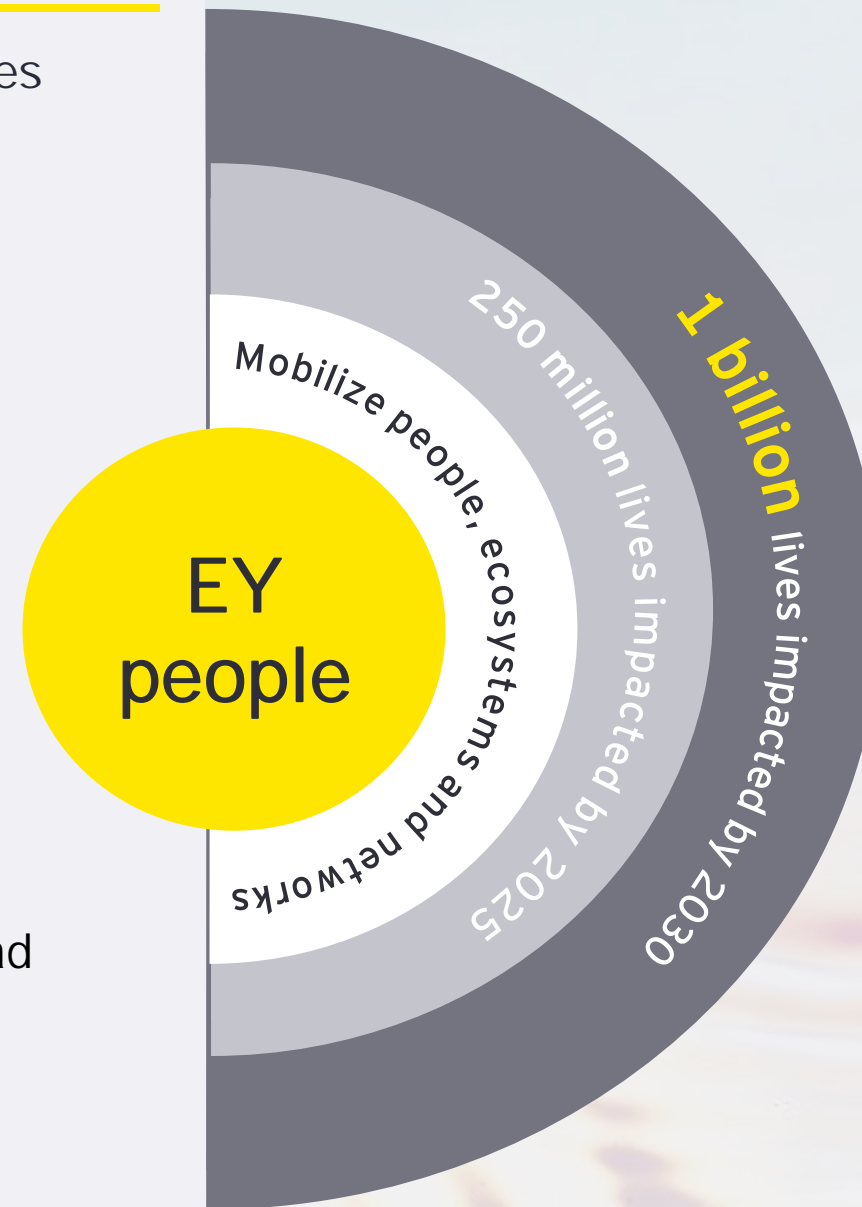 es
EY
people
Mobilize people, ecosystems and networks
250 million lives impacted by 2025
1 billion lives impacted by 2030